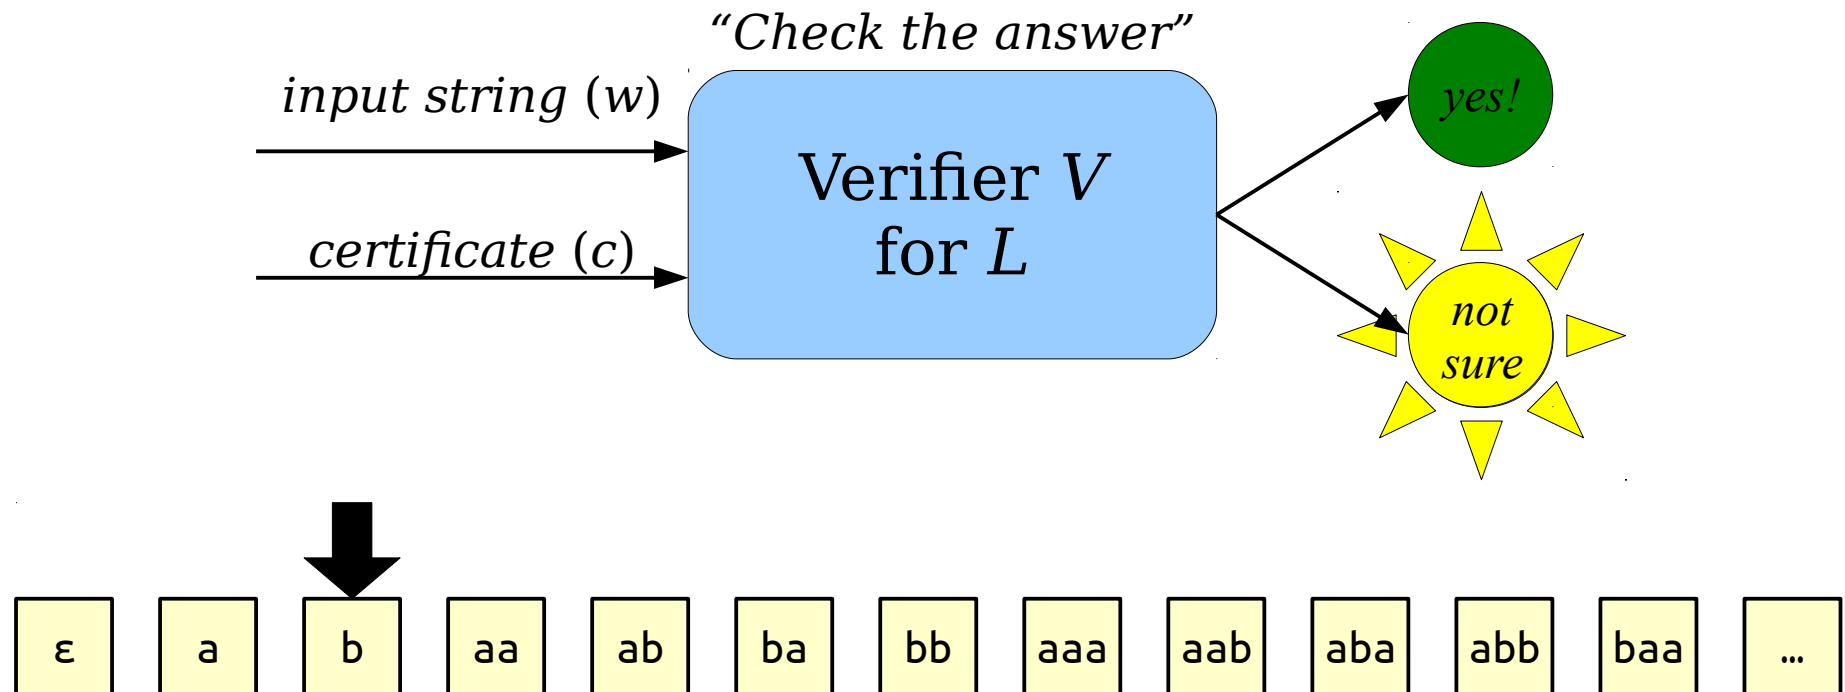 “Check the answer”
input string (w)
certificate (c)
Verifier V
for L
yes!
not
sure
ε a b aa ab ba bb aaa aab aba abb baa …